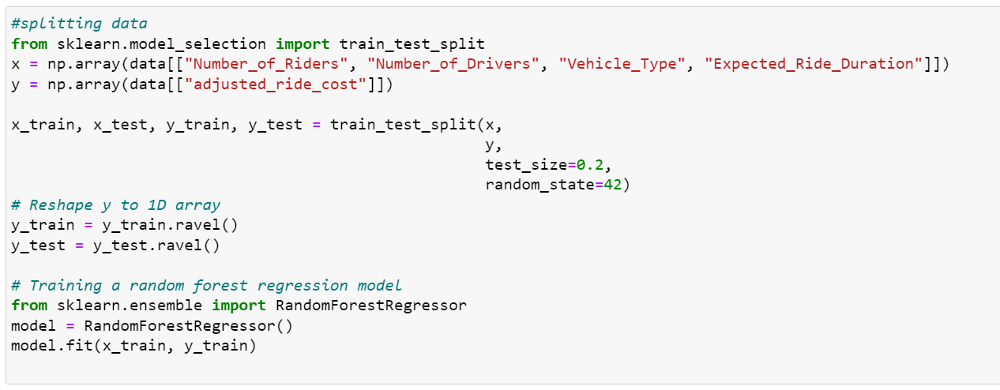 #splitting data
from sklearn.model_selection import train_test_split
x = np.array(data[["Number_of_Riders", "Number_of_Drivers", "Vehicle_Type", "Expected_Ride_Duration"]])
y = np.array(data[["adjusted_ride_cost"]])
x_train, x_test, y_train, y_test = train_test_split(x,
y,
test_size=0.2,
random_state=42)
# Reshape y to 1D array
y_train = y_train.ravel()
y_test = y_test.ravel()
# Training a random forest regression model
from sklearn.ensemble import RandomForestRegressor
model = RandomForestRegressor()
model.fit(x_train, y_train)